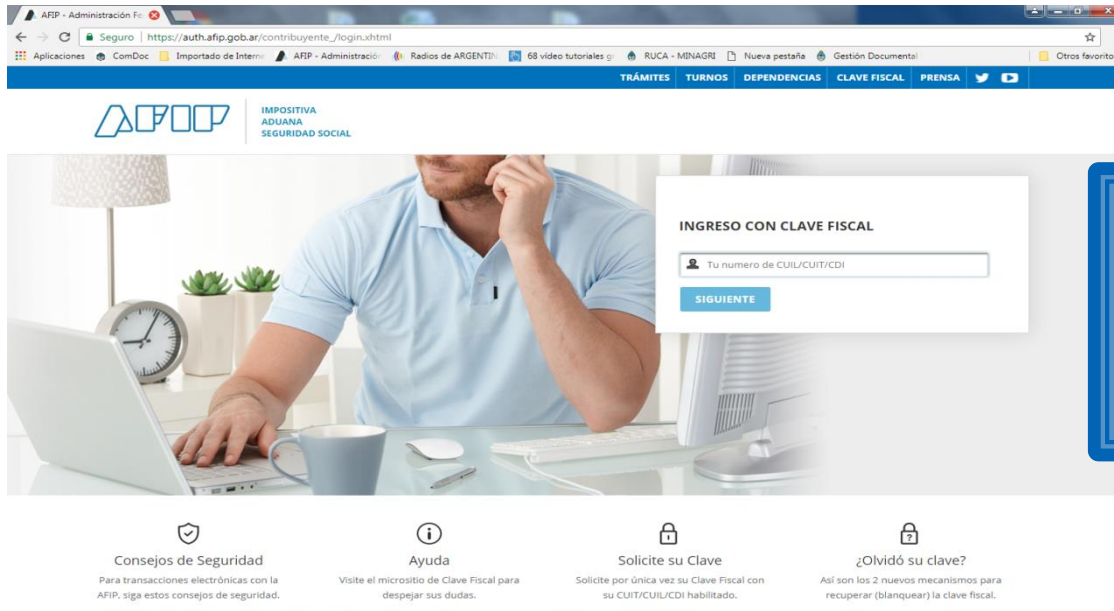 AFIP - Administración Fe
Seguro | https://auth.afip.gob.ar/contribuyente_/login.xhtml
Aplicaciones ComDoc Importado de Interne AFIP - Administración Radios de ARGENTIN 68 vídeo tutoriales g RUCA - MINAGRI Nueva pestaña Gestión Documental Otros favorito
TRÁMITES TURNOS DEPENDENCIAS CLAVE FISCAL PRENSA
AFIP
IMPOSITIVA
ADUANA
SEGURIDAD SOCIAL
INGRESO CON CLAVE FISCAL
Tu numero de CUIL/CUIT/CDI
SIGUIENTE
Consejos de Seguridad
Para transacciones electrónicas con la
AFIP, siga estos consejos de seguridad.
Ayuda
Visite el micrositio de Clave Fiscal para
despejar sus dudas.
Solicite su Clave
Solicite por única vez su Clave Fiscal con
su CUIT/CUIL/CDI habilitado.
¿Olvidó su clave?
Así son los 2 nuevos mecanismos para
recuperar (blanquear) la clave fiscal.